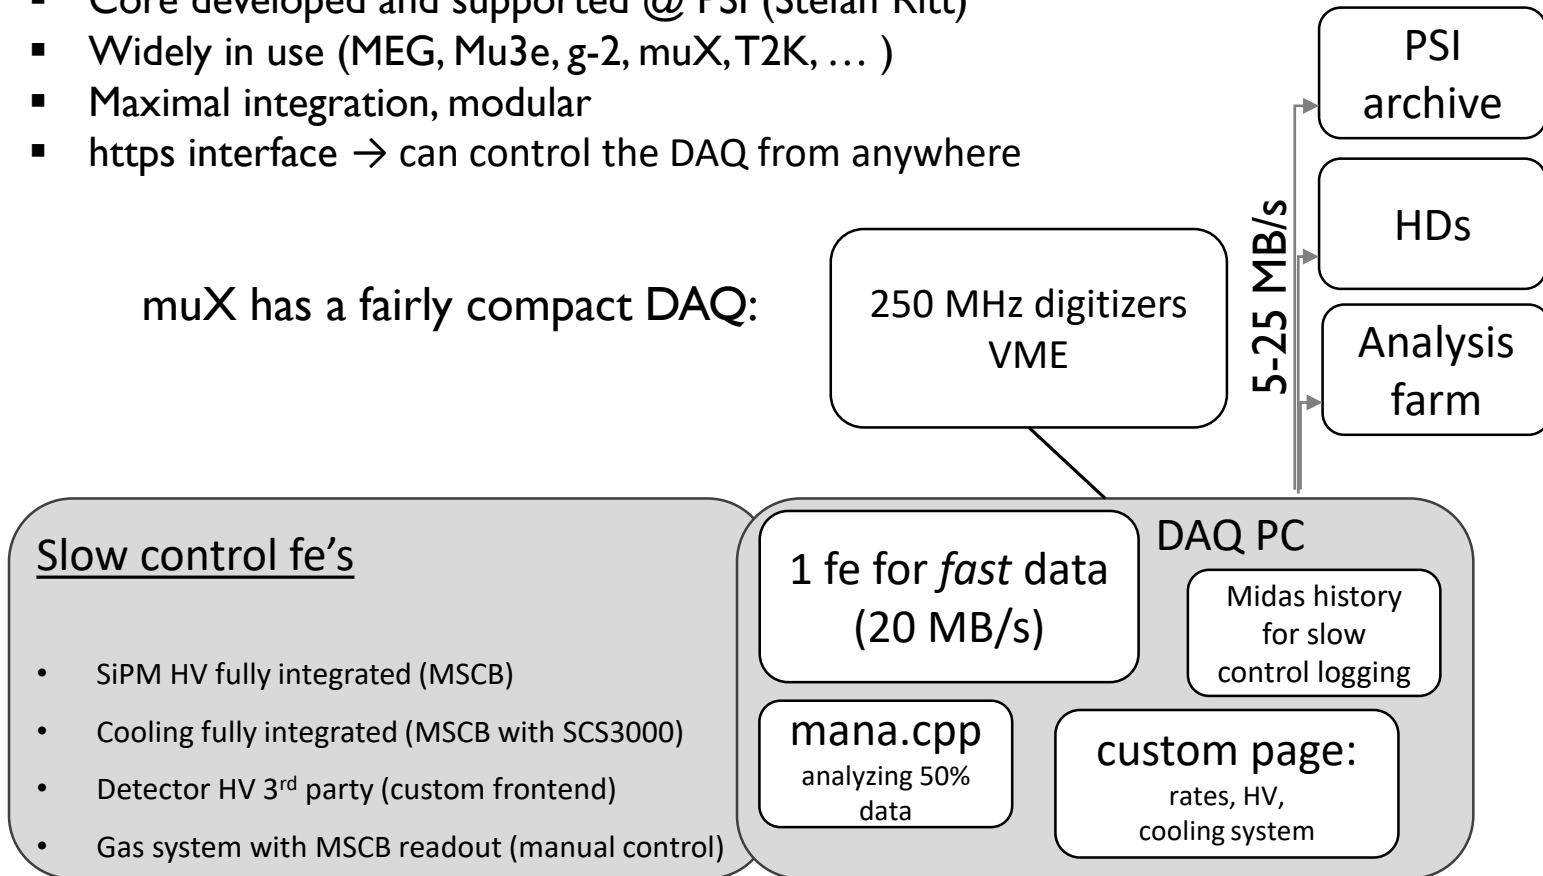 ▪ Core developed and supported @ PSI (Stefan Ritt)
▪ Widely in use (MEG, Mu3e, g-2, muX, T2K, … )
▪ Maximal integration, modular
▪ https interface → can control the DAQ from anywhere
muX has a fairly compact DAQ:
250 MHz digitizers
VME
5-25 MB/s
PSI
archive
HDs
Analysis
farm
Slow control fe's
• SiPM HV fully integrated (MSCB)
• Cooling fully integrated (MSCB with SCS3000)
• Detector HV 3rd party (custom frontend)
• Gas system with MSCB readout (manual control)
DAQ PC
1 fe for fast data
(20 MB/s)
Midas history
for slow
control logging
mana.cpp
analyzing 50%
data
custom page:
rates, HV,
cooling system